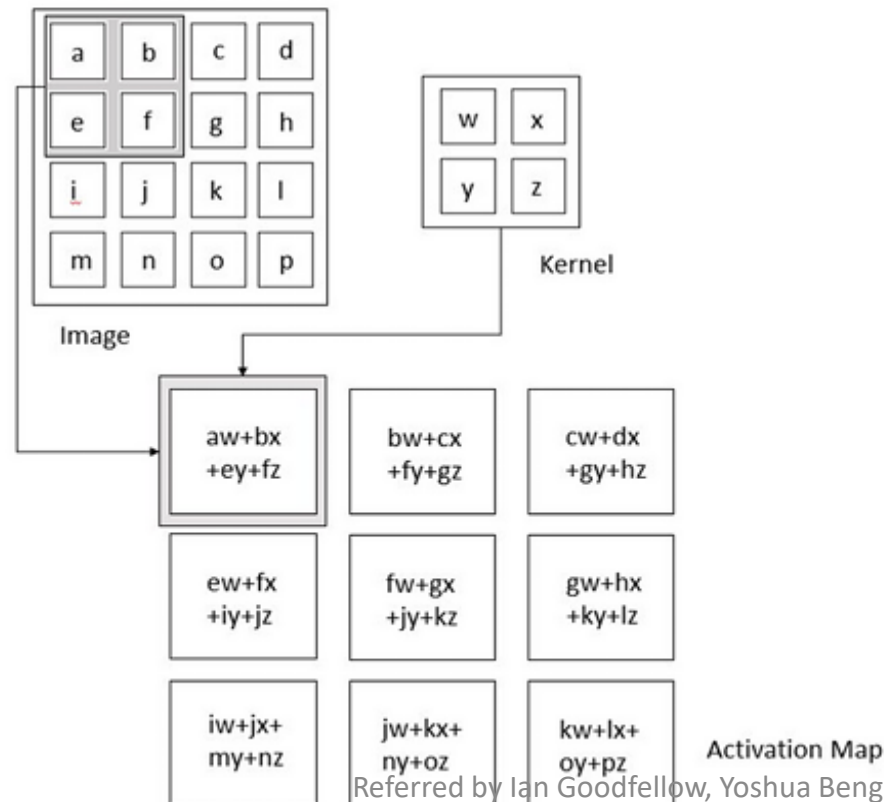 a b c d
e f g h
i j k l
m n o p
Image
w x
y z
Kernel
aw+bx
+ey+fz
bw+cx
+fy+gz
cw+dx
+gy+hz
ew+fx
+iy+jz
fw+gx
+jy+kz
gw+hx
+ky+lz
iw+jx+
my+nz
jw+kx+
ny+oz
kw+lx+
oy+pz
Activation Map
Referred by Ian Goodfellow, Yoshua Beng